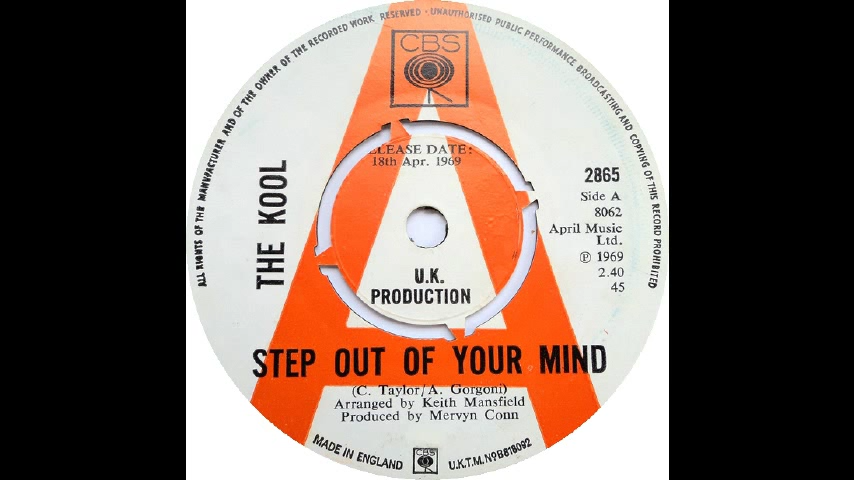 ALL RIGHTS OF THE MANUFACTURER AND OF THE OWNER OF THE RECORDED WORK RESERVED · UNAUTHORISED PUBLIC PERFORMANCE BROADCASTING AND COPYING OF THIS RECORD PROHIBITED
CBS
RELEASE DATE:
18th Apr. 1969
THE KOOL
2865
Side A
8062
April Music
Ltd.
℗ 1969
2.40
45
U.K.
PRODUCTION
STEP OUT OF YOUR MIND
(C. Taylor/A. Gorgoni)
Arranged by Keith Mansfield
Produced by Mervyn Conn
MADE IN ENGLAND CBS U.K.T.M. NoB818092